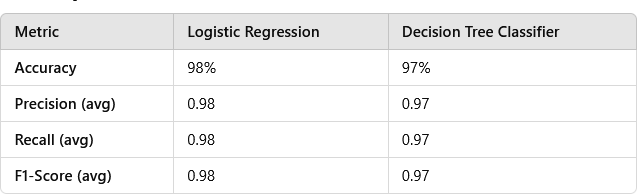 Metric Logistic Regression Decision Tree Classifier
Accuracy 98% 97%
Precision (avg) 0.98 0.97
Recall (avg) 0.98 0.97
F1-Score (avg) 0.98 0.97